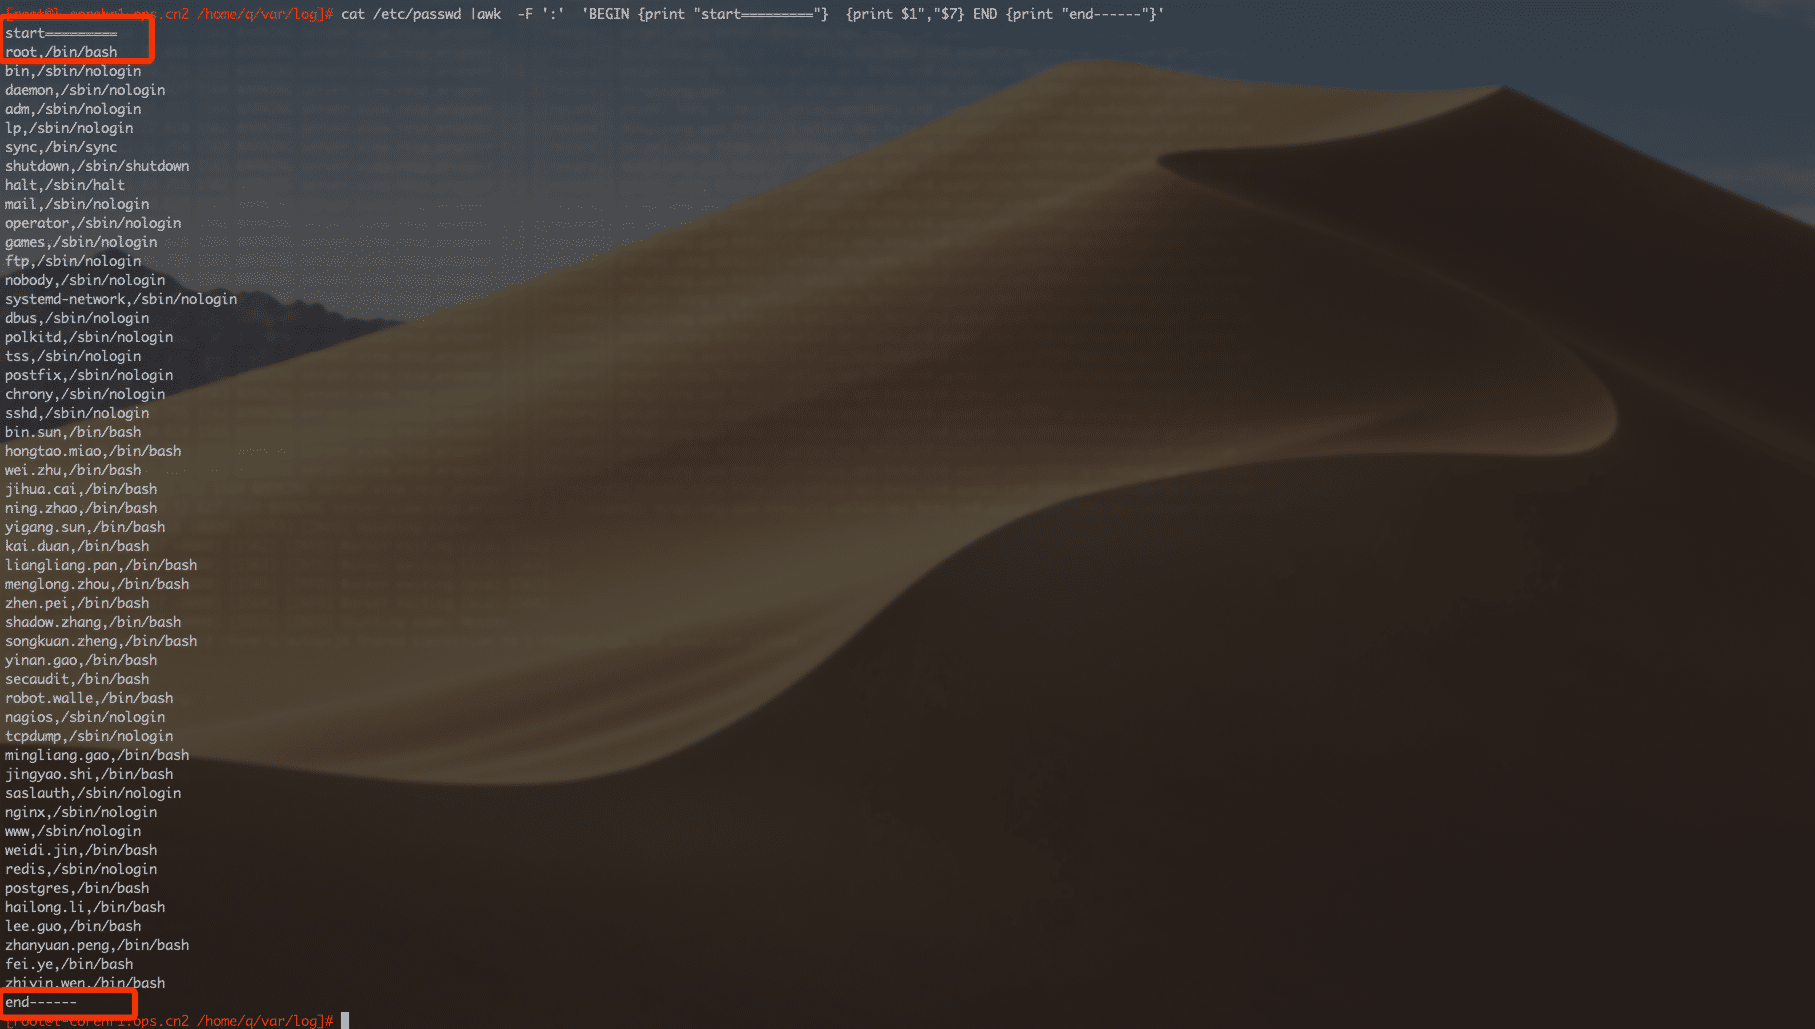 [root@l-corehr1.ops.cn2 /home/q/var/log]# cat /etc/passwd |awk  -F ':'  'BEGIN {print "start========="}  {print $1","$7} END {print "end------"}'
start=========
root,/bin/bash
bin,/sbin/nologin
daemon,/sbin/nologin
adm,/sbin/nologin
lp,/sbin/nologin
sync,/bin/sync
shutdown,/sbin/shutdown
halt,/sbin/halt
mail,/sbin/nologin
operator,/sbin/nologin
games,/sbin/nologin
ftp,/sbin/nologin
nobody,/sbin/nologin
systemd-network,/sbin/nologin
dbus,/sbin/nologin
polkitd,/sbin/nologin
tss,/sbin/nologin
postfix,/sbin/nologin
chrony,/sbin/nologin
sshd,/sbin/nologin
bin.sun,/bin/bash
hongtao.miao,/bin/bash
wei.zhu,/bin/bash
jihua.cai,/bin/bash
ning.zhao,/bin/bash
yigang.sun,/bin/bash
kai.duan,/bin/bash
liangliang.pan,/bin/bash
menglong.zhou,/bin/bash
zhen.pei,/bin/bash
shadow.zhang,/bin/bash
songkuan.zheng,/bin/bash
yinan.gao,/bin/bash
secaudit,/bin/bash
robot.walle,/bin/bash
nagios,/sbin/nologin
tcpdump,/sbin/nologin
mingliang.gao,/bin/bash
jingyao.shi,/bin/bash
saslauth,/sbin/nologin
nginx,/sbin/nologin
www,/sbin/nologin
weidi.jin,/bin/bash
redis,/sbin/nologin
postgres,/bin/bash
hailong.li,/bin/bash
lee.guo,/bin/bash
zhanyuan.peng,/bin/bash
fei.ye,/bin/bash
zhiyin.wen,/bin/bash
end------
[root@l-corehr1.ops.cn2 /home/q/var/log]#